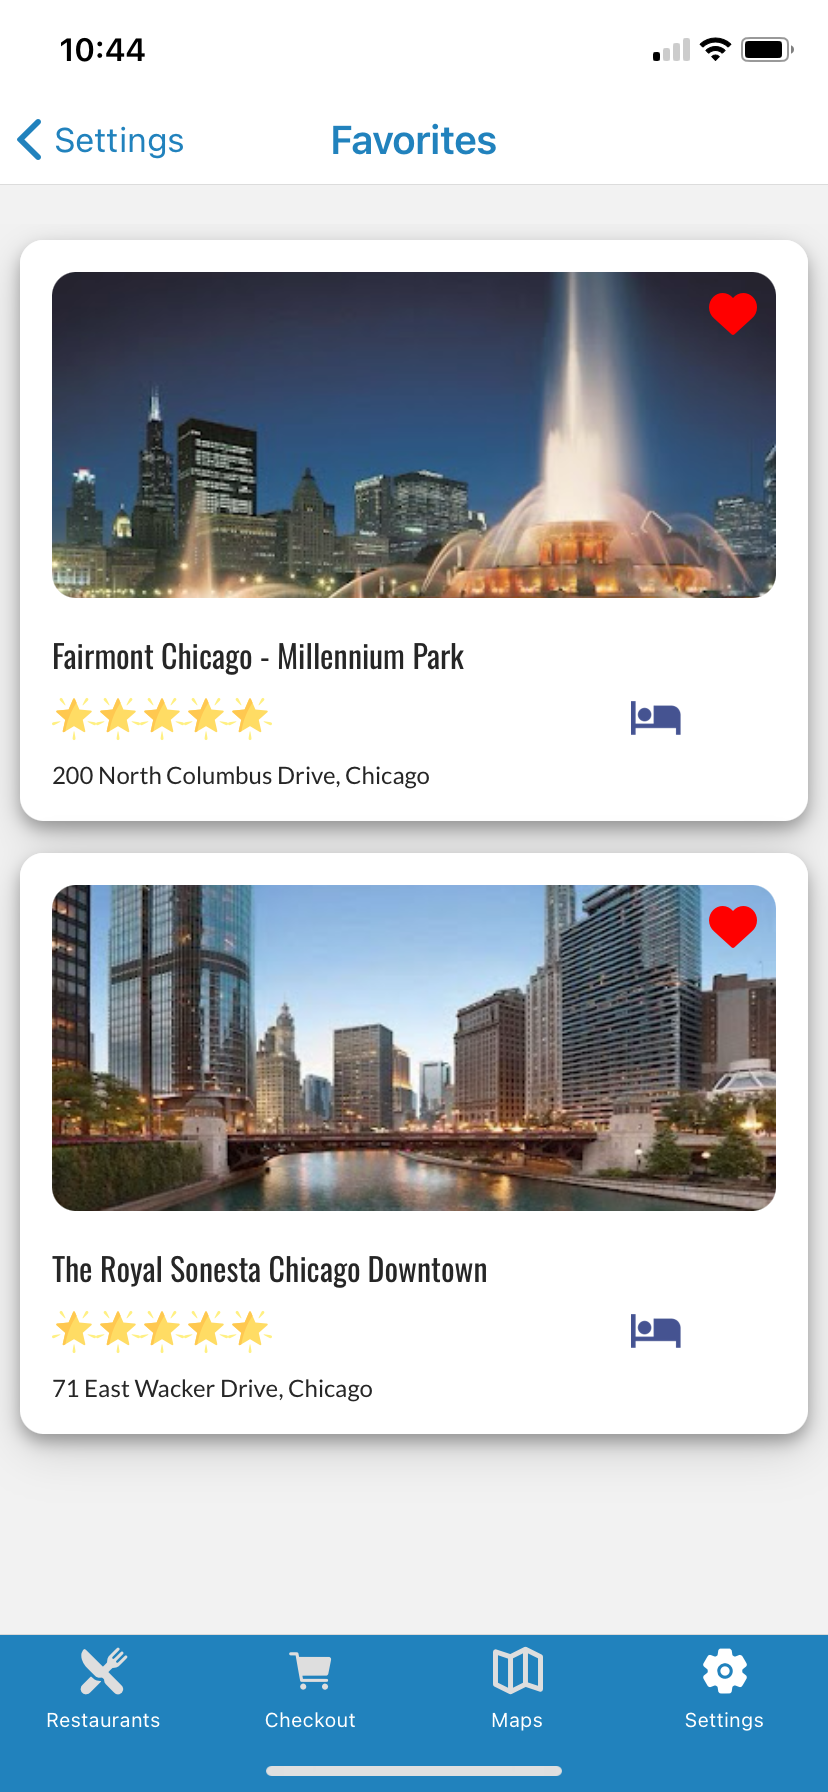 10:44
Settings
Favorites
Fairmont Chicago - Millennium Park
200 North Columbus Drive, Chicago
The Royal Sonesta Chicago Downtown
71 East Wacker Drive, Chicago
Restaurants
Checkout
Maps
Settings